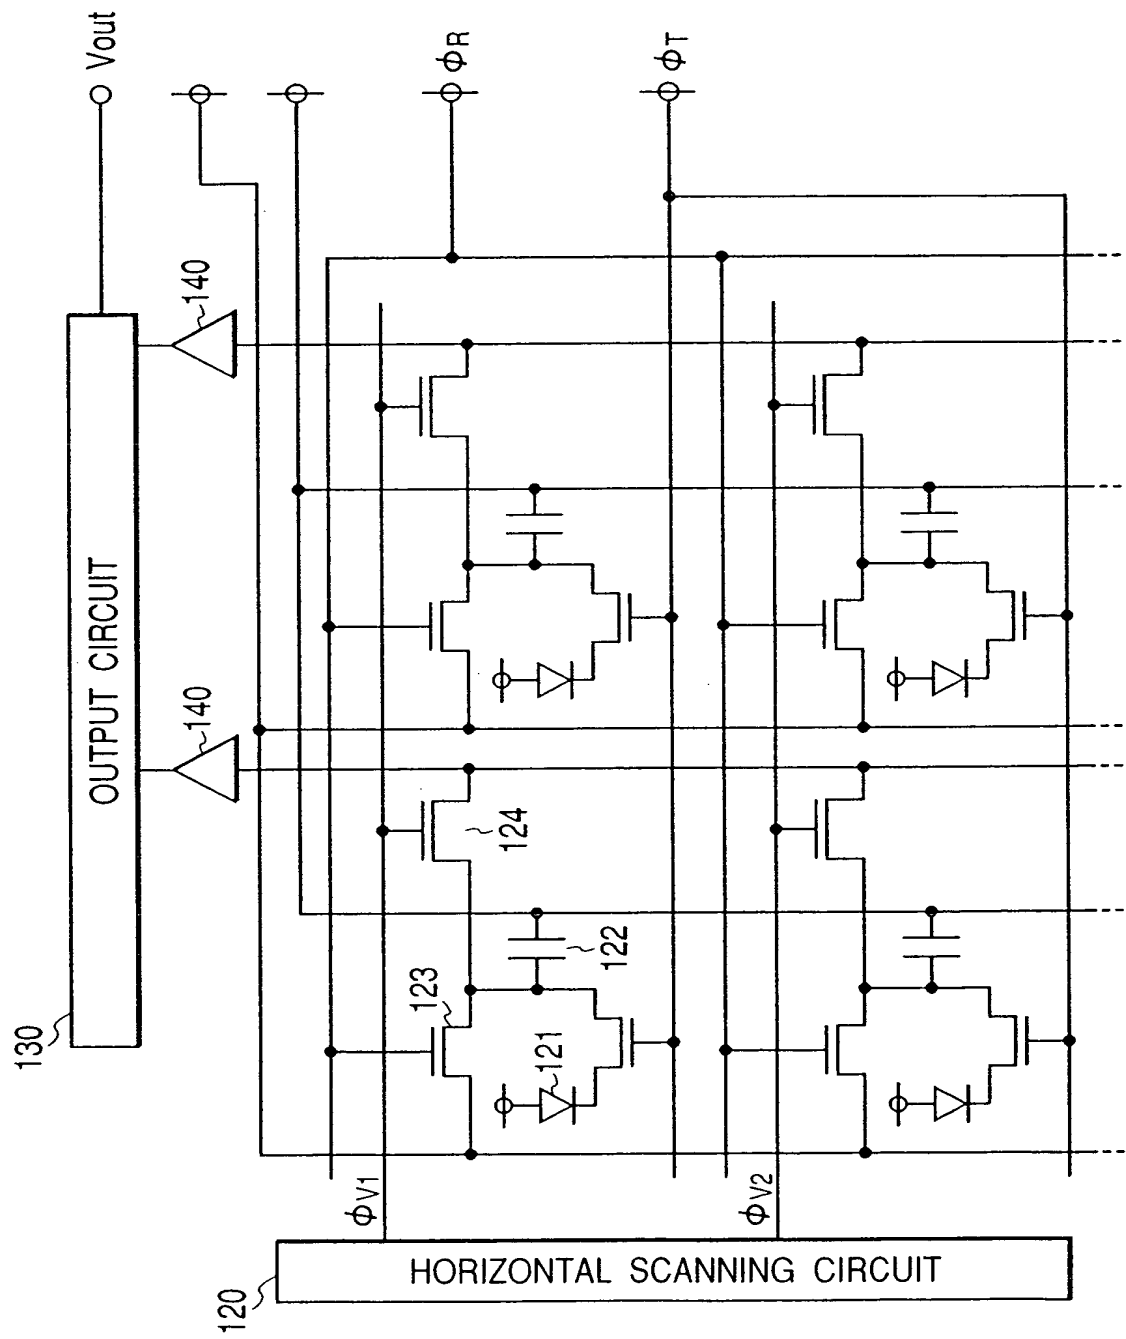 Vout
ϕR
ϕT
140
OUTPUT CIRCUIT
140
124
122
123
130
121
ϕV1
ϕV2
HORIZONTAL SCANNING CIRCUIT
120